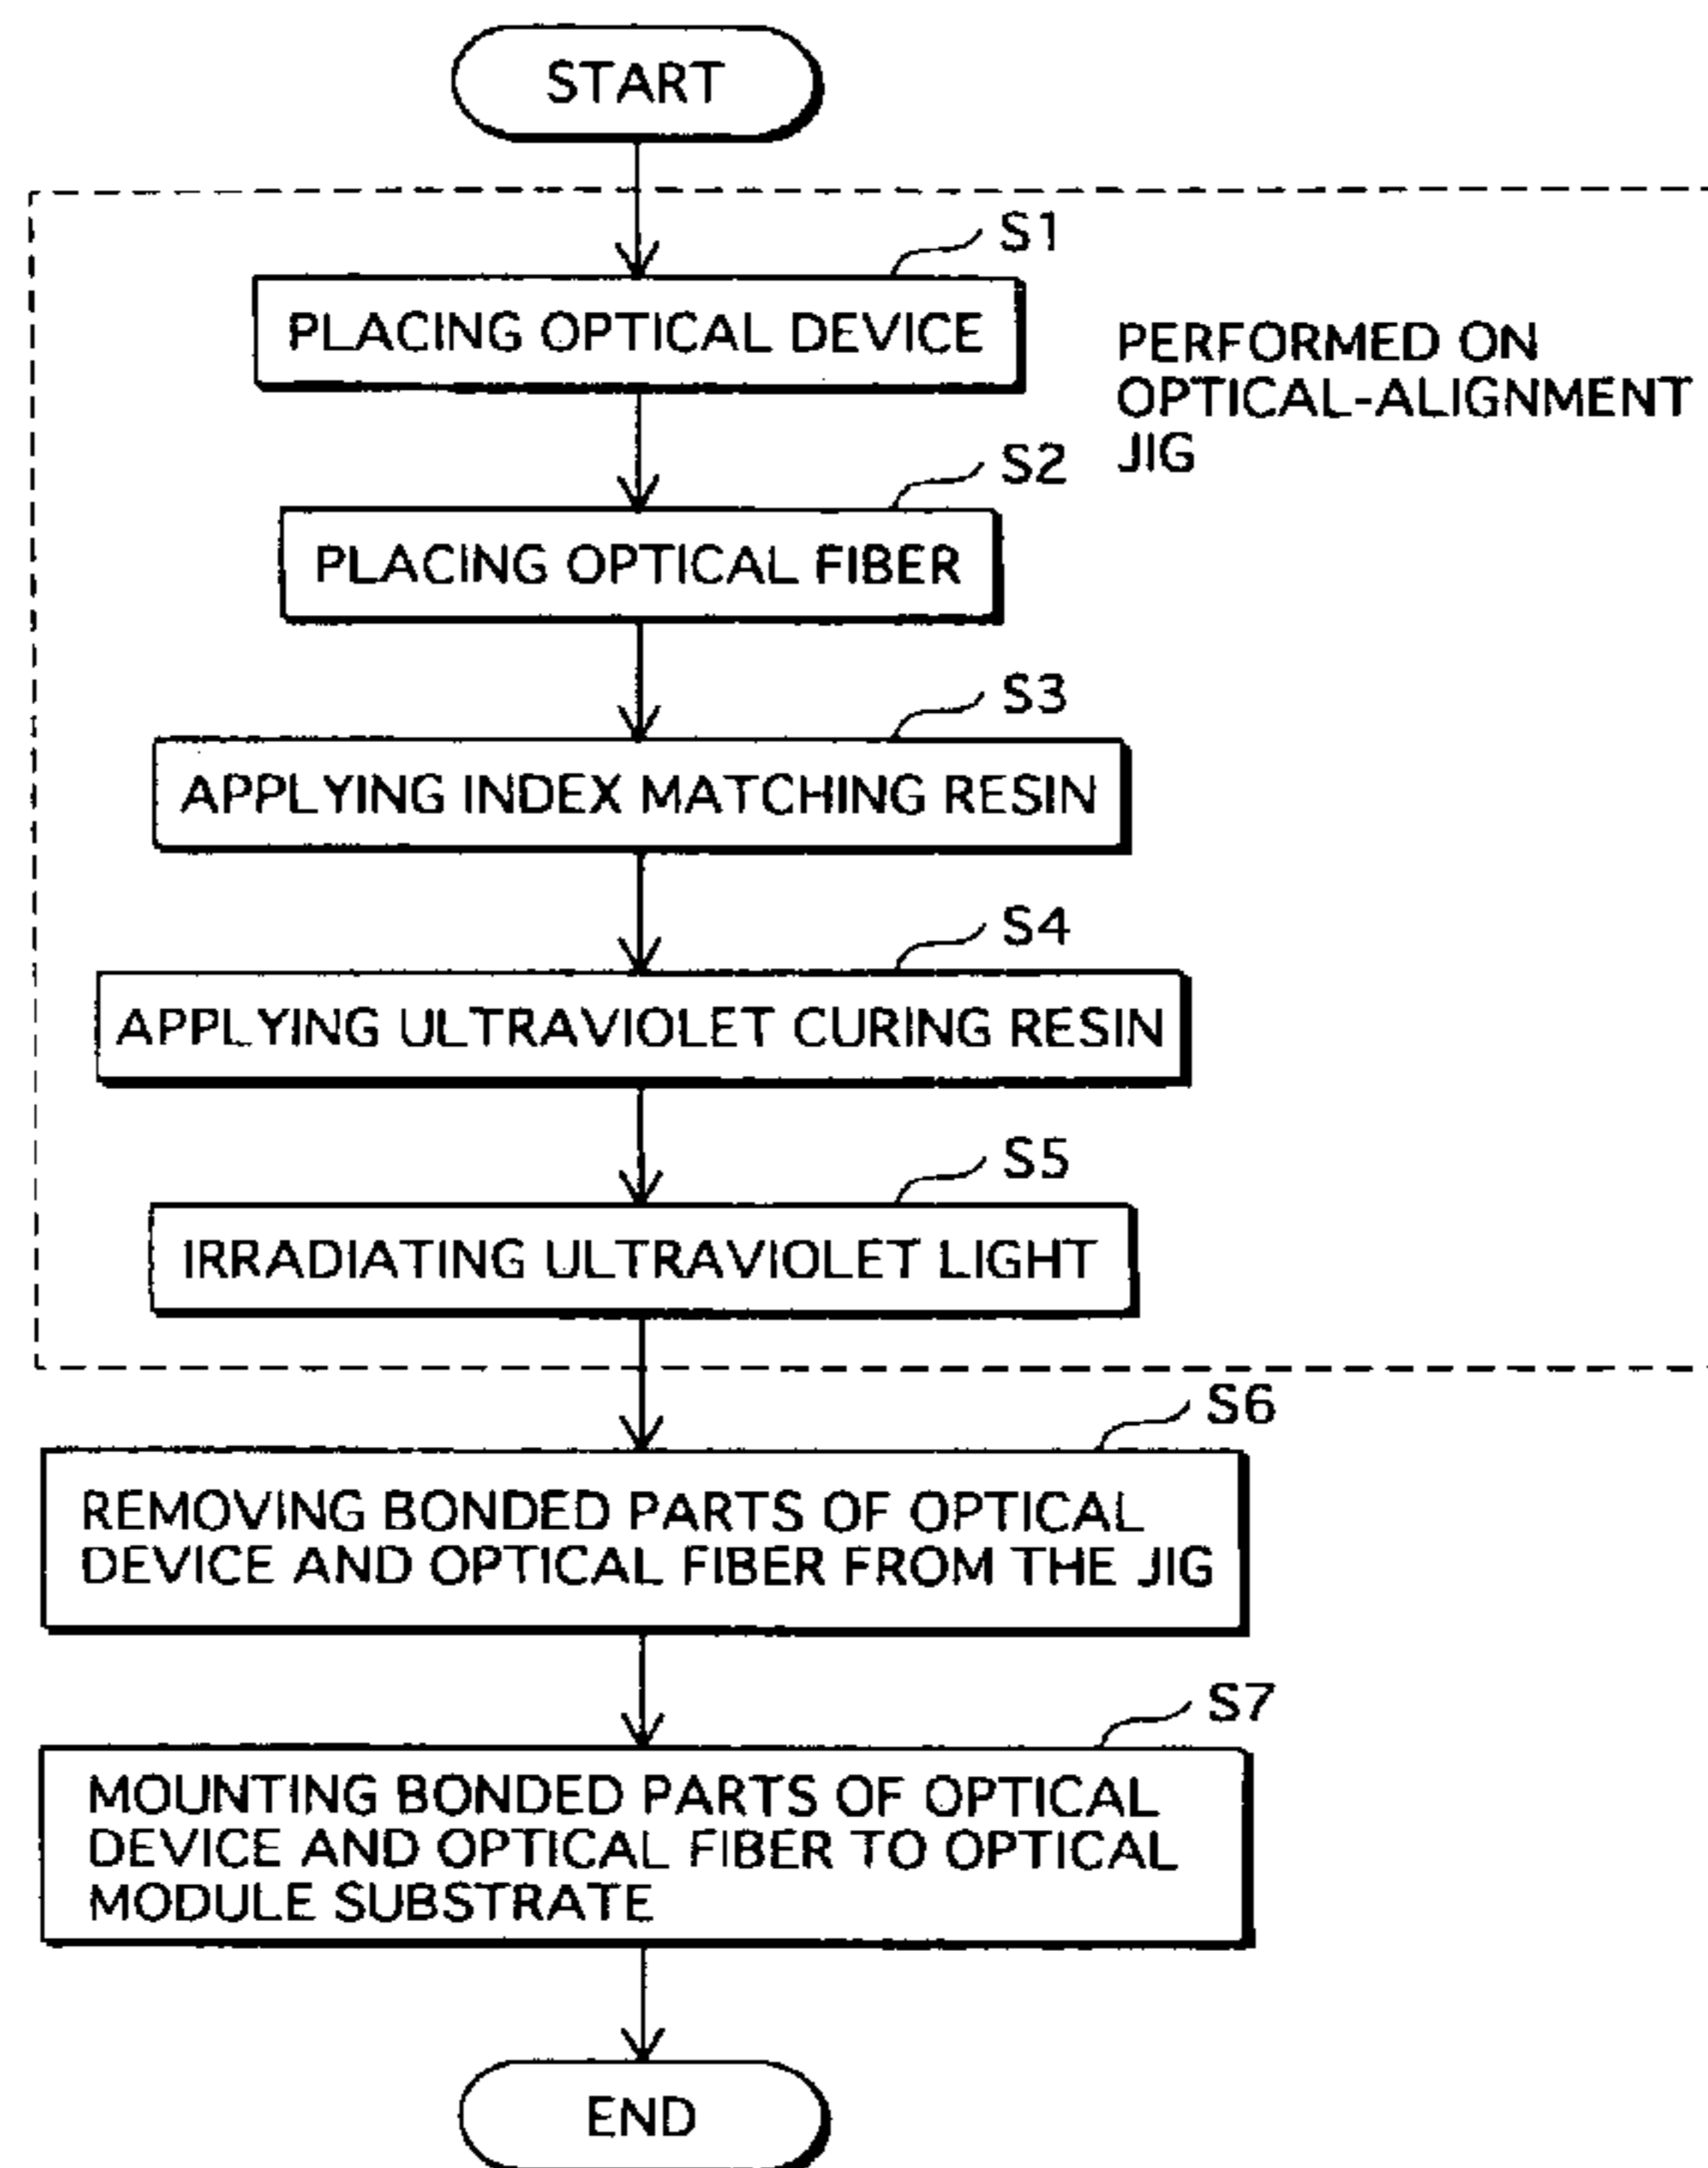 START
S1
PLACING OPTICAL DEVICE
PERFORMED ON
OPTICAL-ALIGNMENT
JIG
S2
PLACING OPTICAL FIBER
S3
APPLYING INDEX MATCHING RESIN
S4
APPLYING ULTRAVIOLET CURING RESIN
S5
IRRADIATING ULTRAVIOLET LIGHT
S6
REMOVING BONDED PARTS OF OPTICAL
DEVICE AND OPTICAL FIBER FROM THE JIG
S7
MOUNTING BONDED PARTS OF OPTICAL
DEVICE AND OPTICAL FIBER TO OPTICAL
MODULE SUBSTRATE
END